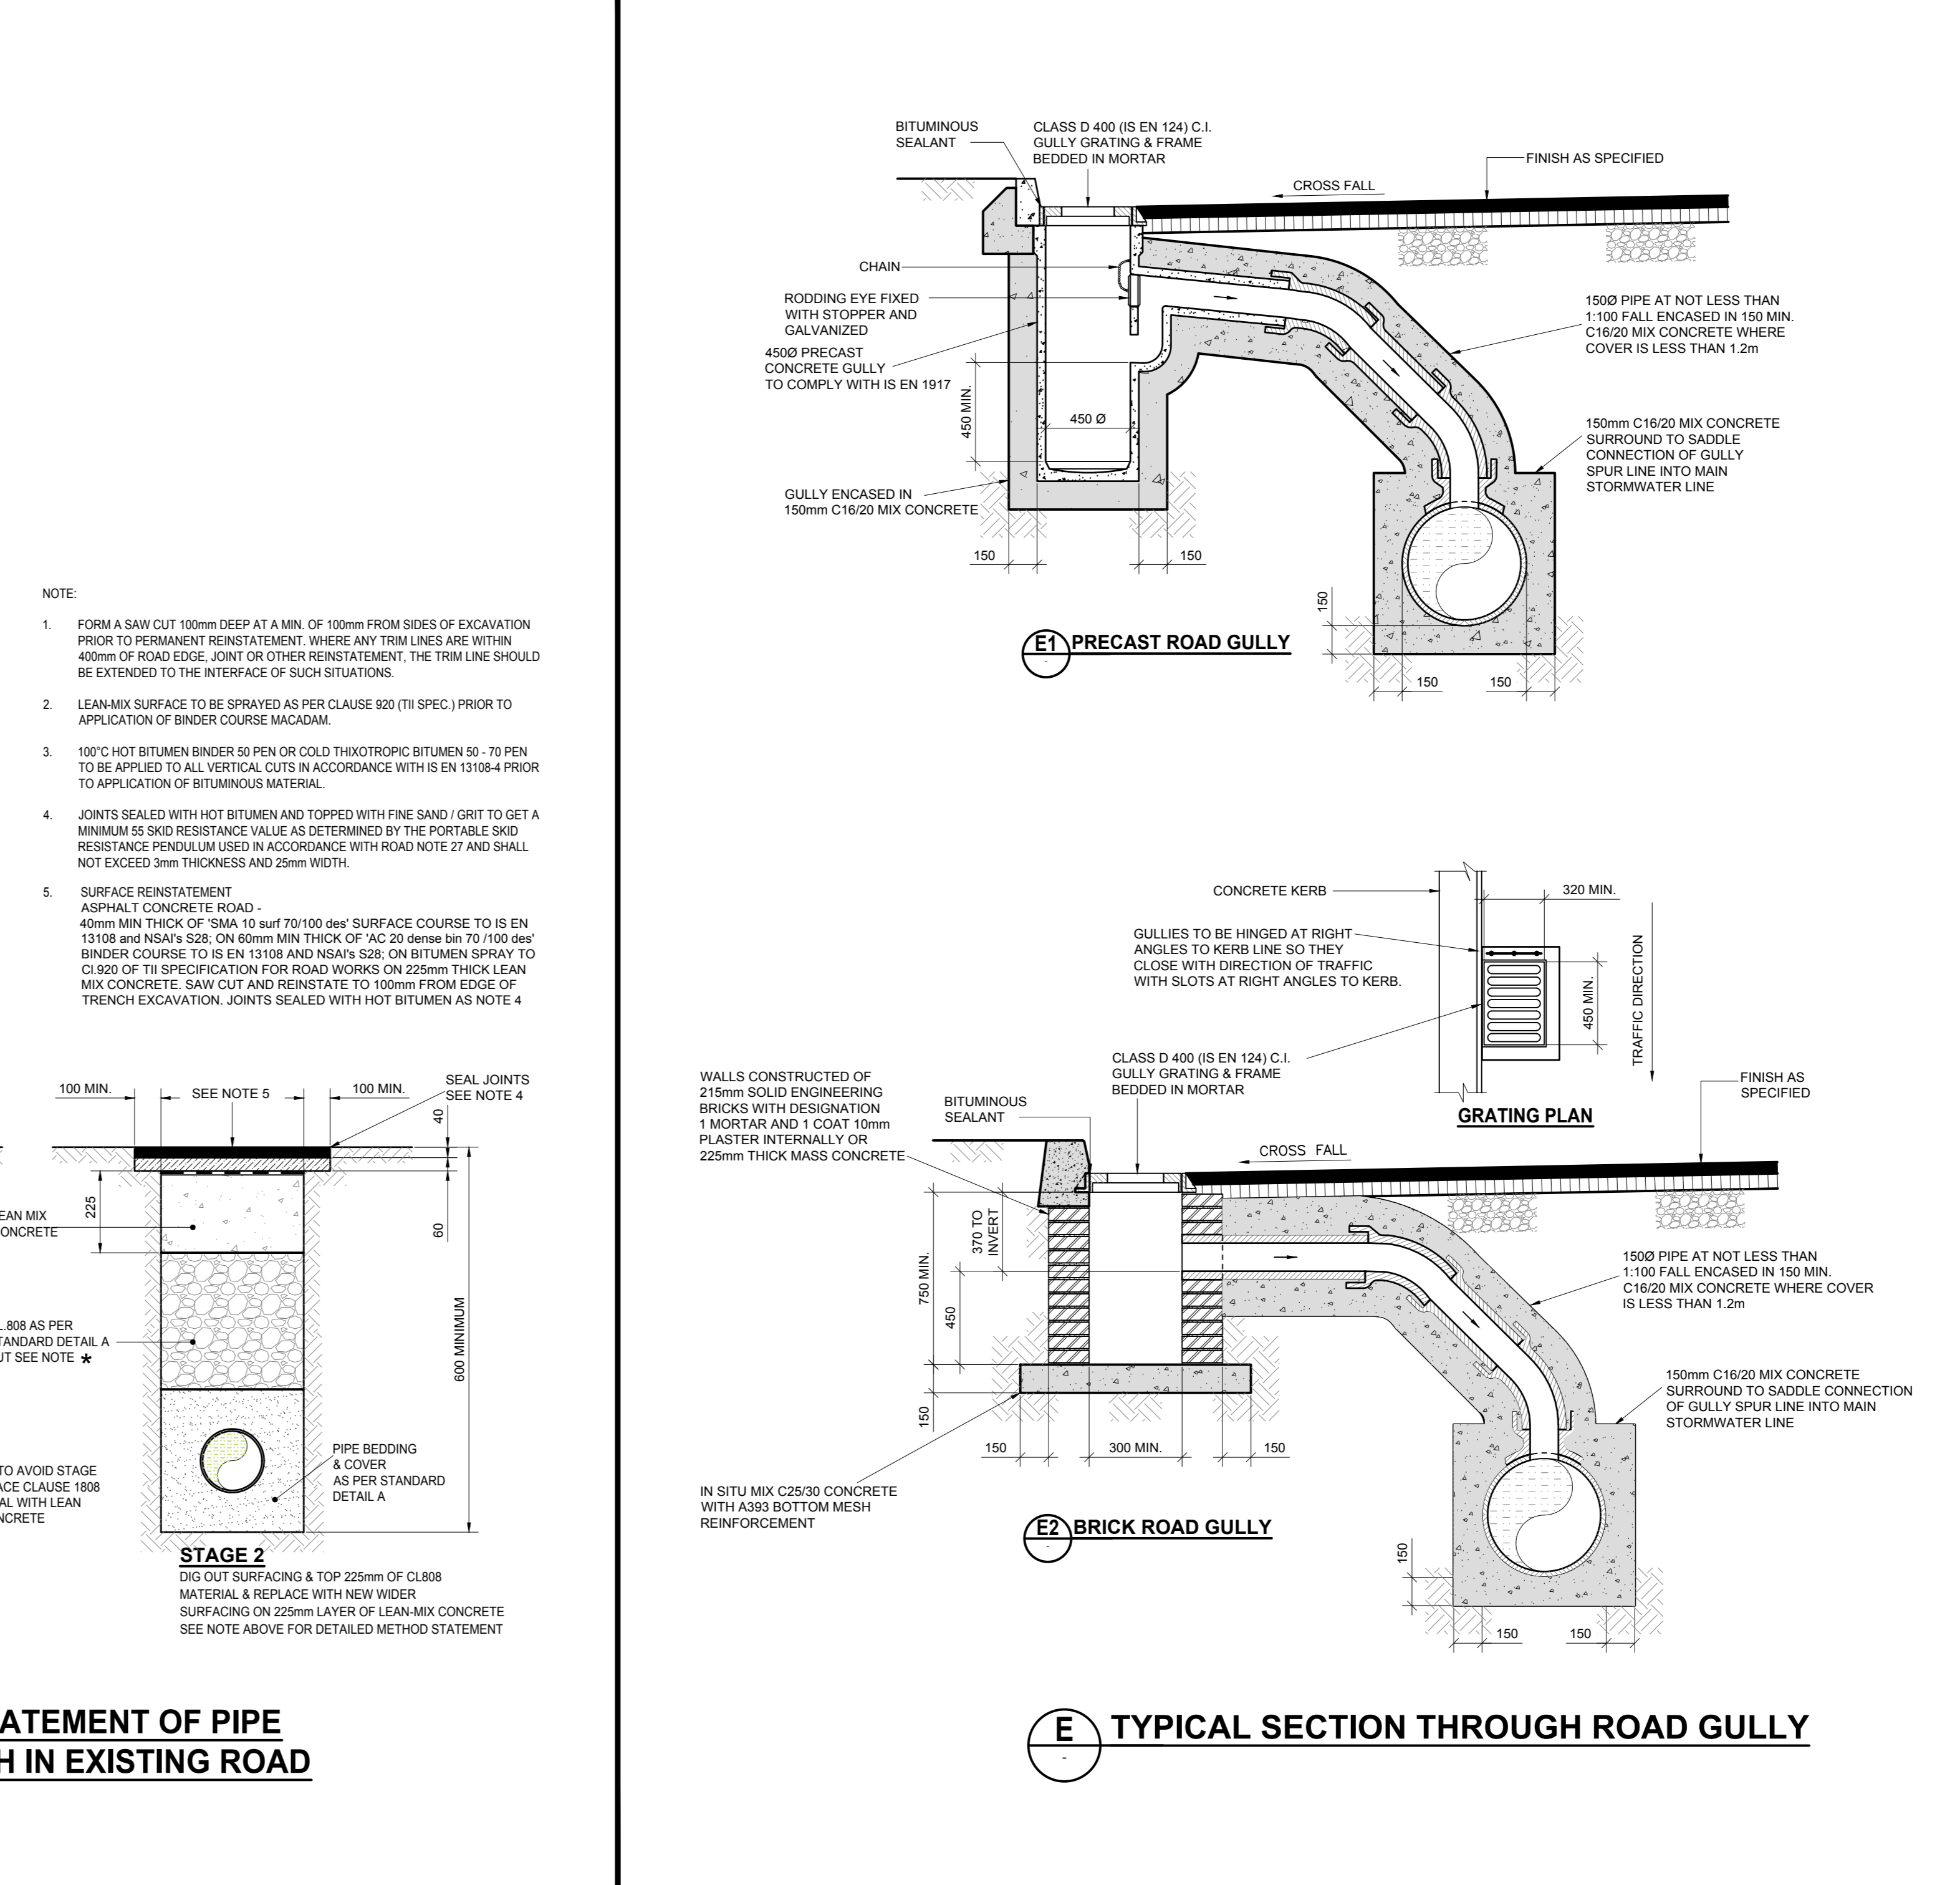 NOTE:
1. FORM A SAW CUT 100mm DEEP AT A MIN. OF 100mm FROM SIDES OF EXCAVATION
PRIOR TO PERMANENT REINSTATEMENT. WHERE ANY TRIM LINES ARE WITHIN
400mm OF ROAD EDGE, JOINT OR OTHER REINSTATEMENT, THE TRIM LINE SHOULD
BE EXTENDED TO THE INTERFACE OF SUCH SITUATIONS.
2. LEAN-MIX SURFACE TO BE SPRAYED AS PER CLAUSE 920 (TII SPEC.) PRIOR TO
APPLICATION OF BINDER COURSE MACADAM.
3. 100°C HOT BITUMEN BINDER 50 PEN OR COLD THIXOTROPIC BITUMEN 50 - 70 PEN
TO BE APPLIED TO ALL VERTICAL CUTS IN ACCORDANCE WITH IS EN 13108-4 PRIOR
TO APPLICATION OF BITUMINOUS MATERIAL.
4. JOINTS SEALED WITH HOT BITUMEN AND TOPPED WITH FINE SAND / GRIT TO GET A
MINIMUM 55 SKID RESISTANCE VALUE AS DETERMINED BY THE PORTABLE SKID
RESISTANCE PENDULUM USED IN ACCORDANCE WITH ROAD NOTE 27 AND SHALL
NOT EXCEED 3mm THICKNESS AND 25mm WIDTH.
5. SURFACE REINSTATEMENT
ASPHALT CONCRETE ROAD -
40mm MIN THICK OF 'SMA 10 surf 70/100 des' SURFACE COURSE TO IS EN
13108 and NSAI's S28; ON 60mm MIN THICK OF 'AC 20 dense bin 70 /100 des'
BINDER COURSE TO IS EN 13108 AND NSAI's S28; ON BITUMEN SPRAY TO
Cl.920 OF TII SPECIFICATION FOR ROAD WORKS ON 225mm THICK LEAN
MIX CONCRETE. SAW CUT AND REINSTATE TO 100mm FROM EDGE OF
TRENCH EXCAVATION. JOINTS SEALED WITH HOT BITUMEN AS NOTE 4
100 MIN.
SEE NOTE 5
100 MIN.
SEAL JOINTS
SEE NOTE 4
40
225
60
600 MINIMUM
EAN MIX
ONCRETE
L.808 AS PER
TANDARD DETAIL A
UT SEE NOTE *
TO AVOID STAGE
ACE CLAUSE 1808
AL WITH LEAN
NCRETE
PIPE BEDDING
& COVER
AS PER STANDARD
DETAIL A
STAGE 2
DIG OUT SURFACING & TOP 225mm OF CL808
MATERIAL & REPLACE WITH NEW WIDER
SURFACING ON 225mm LAYER OF LEAN-MIX CONCRETE
SEE NOTE ABOVE FOR DETAILED METHOD STATEMENT
ATEMENT OF PIPE
H IN EXISTING ROAD
BITUMINOUS
SEALANT
CLASS D 400 (IS EN 124) C.I.
GULLY GRATING & FRAME
BEDDED IN MORTAR
FINISH AS SPECIFIED
CROSS FALL
CHAIN
RODDING EYE FIXED
WITH STOPPER AND
GALVANIZED
450Ø PRECAST
CONCRETE GULLY
TO COMPLY WITH IS EN 1917
450 MIN.
450 Ø
GULLY ENCASED IN
150mm C16/20 MIX CONCRETE
150
150
150Ø PIPE AT NOT LESS THAN
1:100 FALL ENCASED IN 150 MIN.
C16/20 MIX CONCRETE WHERE
COVER IS LESS THAN 1.2m
150mm C16/20 MIX CONCRETE
SURROUND TO SADDLE
CONNECTION OF GULLY
SPUR LINE INTO MAIN
STORMWATER LINE
150
150
150
E1
-
PRECAST ROAD GULLY
CONCRETE KERB
320 MIN.
GULLIES TO BE HINGED AT RIGHT
ANGLES TO KERB LINE SO THEY
CLOSE WITH DIRECTION OF TRAFFIC
WITH SLOTS AT RIGHT ANGLES TO KERB.
450 MIN.
TRAFFIC DIRECTION
CLASS D 400 (IS EN 124) C.I.
GULLY GRATING & FRAME
BEDDED IN MORTAR
GRATING PLAN
WALLS CONSTRUCTED OF
215mm SOLID ENGINEERING
BRICKS WITH DESIGNATION
1 MORTAR AND 1 COAT 10mm
PLASTER INTERNALLY OR
225mm THICK MASS CONCRETE
BITUMINOUS
SEALANT
FINISH AS
SPECIFIED
CROSS FALL
750 MIN.
370 TO
INVERT
450
150
150
300 MIN.
150
150Ø PIPE AT NOT LESS THAN
1:100 FALL ENCASED IN 150 MIN.
C16/20 MIX CONCRETE WHERE COVER
IS LESS THAN 1.2m
150mm C16/20 MIX CONCRETE
SURROUND TO SADDLE CONNECTION
OF GULLY SPUR LINE INTO MAIN
STORMWATER LINE
IN SITU MIX C25/30 CONCRETE
WITH A393 BOTTOM MESH
REINFORCEMENT
150
150
150
E2
-
BRICK ROAD GULLY
E
-
TYPICAL SECTION THROUGH ROAD GULLY